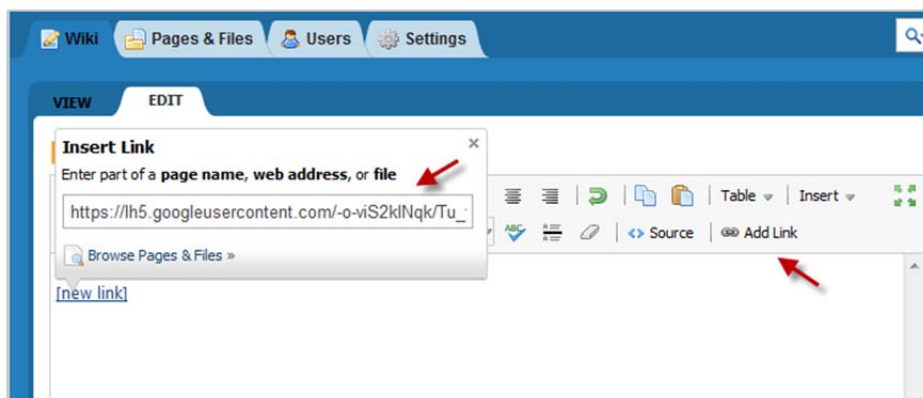 Wiki Pages & Files Users Settings
VIEW EDIT
Insert Link
Enter part of a page name, web address, or file
https://lh5.googleusercontent.com/-o-viS2klNqk/Tu_
Browse Pages & Files »
Table Insert
ABC Source Add Link
[new link]